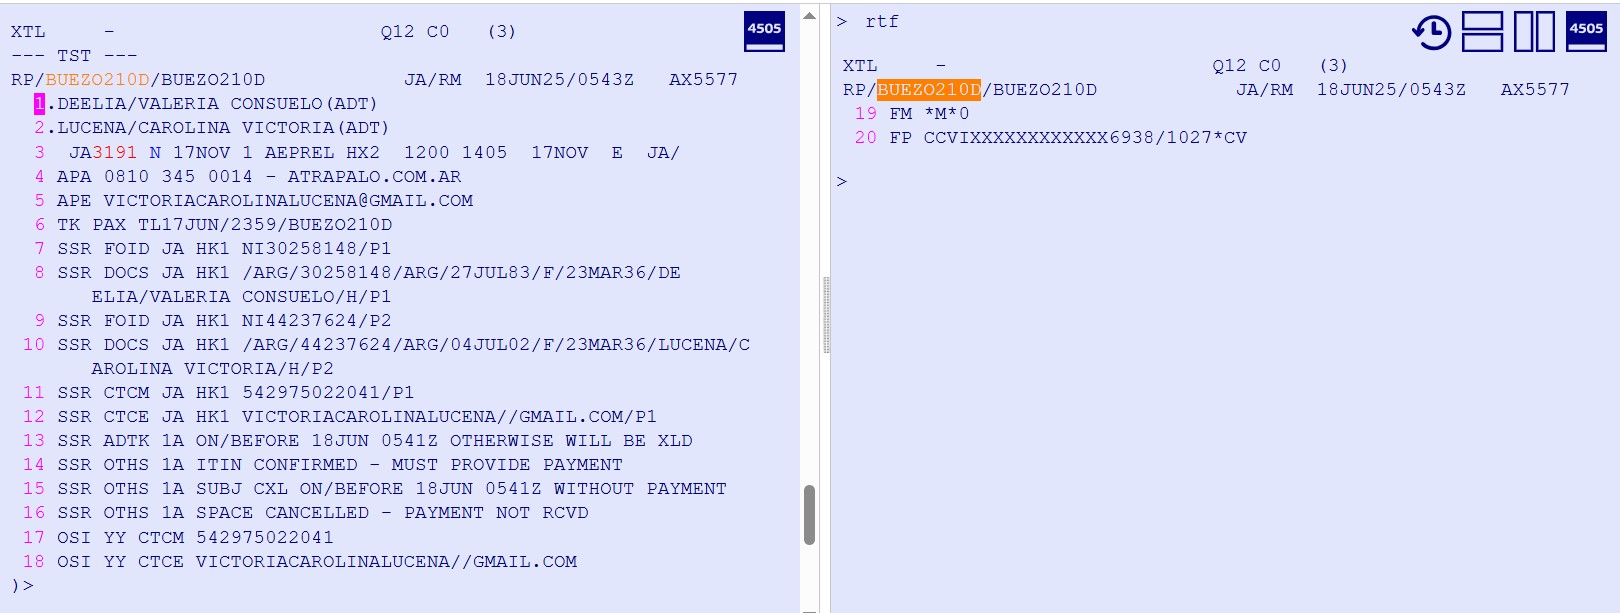 XTL - Q12 C0 (3)
4505
--- TST ---
RP/BUEZO210D/BUEZO210D JA/RM 18JUN25/0543Z AX5577
1.DEELIA/VALERIA CONSUELO(ADT)
2.LUCENA/CAROLINA VICTORIA(ADT)
3 JA3191 N 17NOV 1 AEPREL HX2 1200 1405 17NOV E JA/
4 APA 0810 345 0014 - ATRAPALO.COM.AR
5 APE VICTORIACAROLINALUCENA@GMAIL.COM
6 TK PAX TL17JUN/2359/BUEZO210D
7 SSR FOID JA HK1 NI30258148/P1
8 SSR DOCS JA HK1 /ARG/30258148/ARG/27JUL83/F/23MAR36/DE
ELIA/VALERIA CONSUELO/H/P1
9 SSR FOID JA HK1 NI44237624/P2
10 SSR DOCS JA HK1 /ARG/44237624/ARG/04JUL02/F/23MAR36/LUCENA/C
AROLINA VICTORIA/H/P2
11 SSR CTCM JA HK1 542975022041/P1
12 SSR CTCE JA HK1 VICTORIACAROLINALUCENA//GMAIL.COM/P1
13 SSR ADTK 1A ON/BEFORE 18JUN 0541Z OTHERWISE WILL BE XLD
14 SSR OTHS 1A ITIN CONFIRMED - MUST PROVIDE PAYMENT
15 SSR OTHS 1A SUBJ CXL ON/BEFORE 18JUN 0541Z WITHOUT PAYMENT
16 SSR OTHS 1A SPACE CANCELLED - PAYMENT NOT RCVD
17 OSI YY CTCM 542975022041
18 OSI YY CTCE VICTORIACAROLINALUCENA//GMAIL.COM
)>
> rtf
4505
XTL - Q12 C0 (3)
RP/BUEZO210D/BUEZO210D JA/RM 18JUN25/0543Z AX5577
19 FM *M*0
20 FP CCVIXXXXXXXXXXXX6938/1027*CV
>